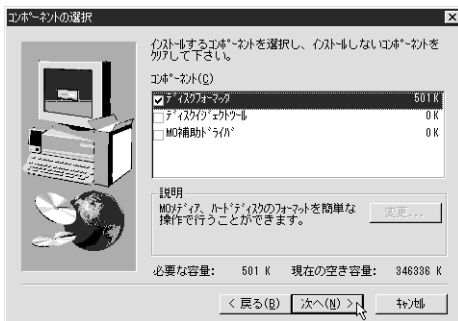 コンポーネントの選択
インストールするコンポーネントを選択し、インストールしないコンポーネントを
クリアして下さい。
コンポーネント(C)
ディスクフォーマッタ 501 K
ディスクイジェクトツール 0 K
MO補助ドライバ 0 K
説明
MOメディア、ハードディスクのフォーマットを簡単な
操作で行うことができます。
変更...
必要な容量: 501 K 現在の空き容量: 346336 K
< 戻る(B) 次へ(N) > キャンセル